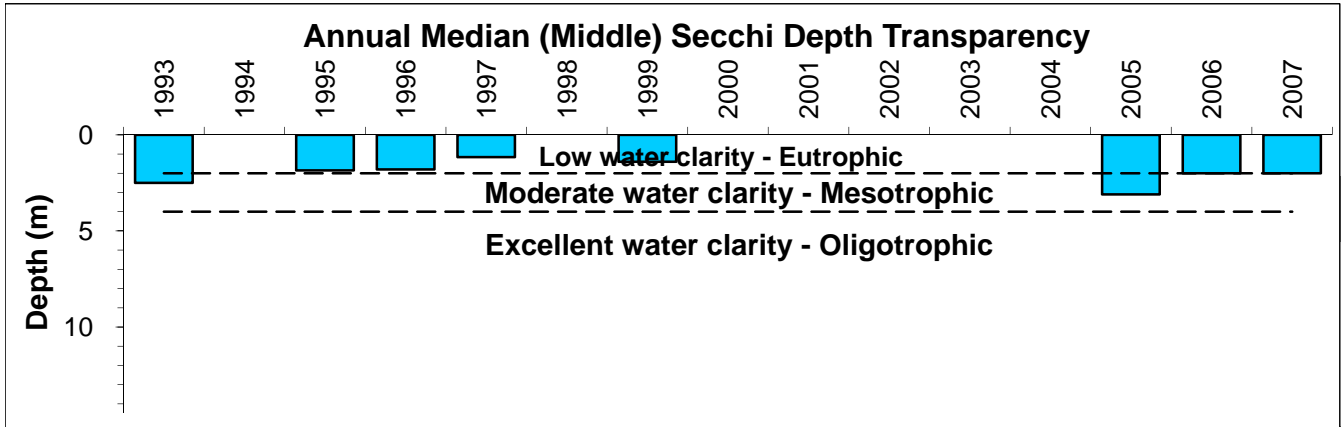 Annual Median (Middle) Secchi Depth Transparency
1993 1994 1995 1996 1997 1998 1999 2000 2001 2002 2003 2004 2005 2006 2007
0
Low water clarity - Eutrophic
Moderate water clarity - Mesotrophic
5
Excellent water clarity - Oligotrophic
10
Depth (m)